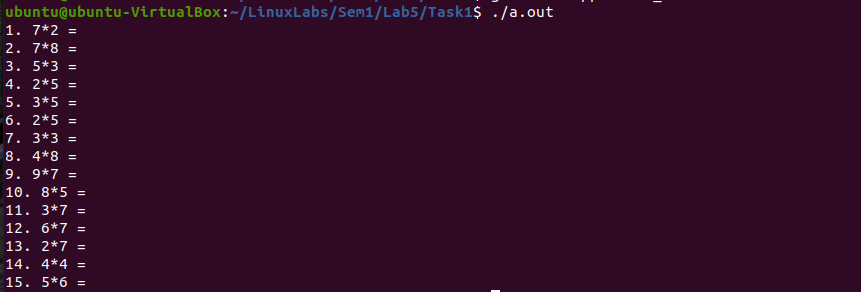 ubuntu@ubuntu-VirtualBox:~/LinuxLabs/Sem1/Lab5/Task1$ ./a.out
1. 7*2 =
2. 7*8 =
3. 5*3 =
4. 2*5 =
5. 3*5 =
6. 2*5 =
7. 3*3 =
8. 4*8 =
9. 9*7 =
10. 8*5 =
11. 3*7 =
12. 6*7 =
13. 2*7 =
14. 4*4 =
15. 5*6 =